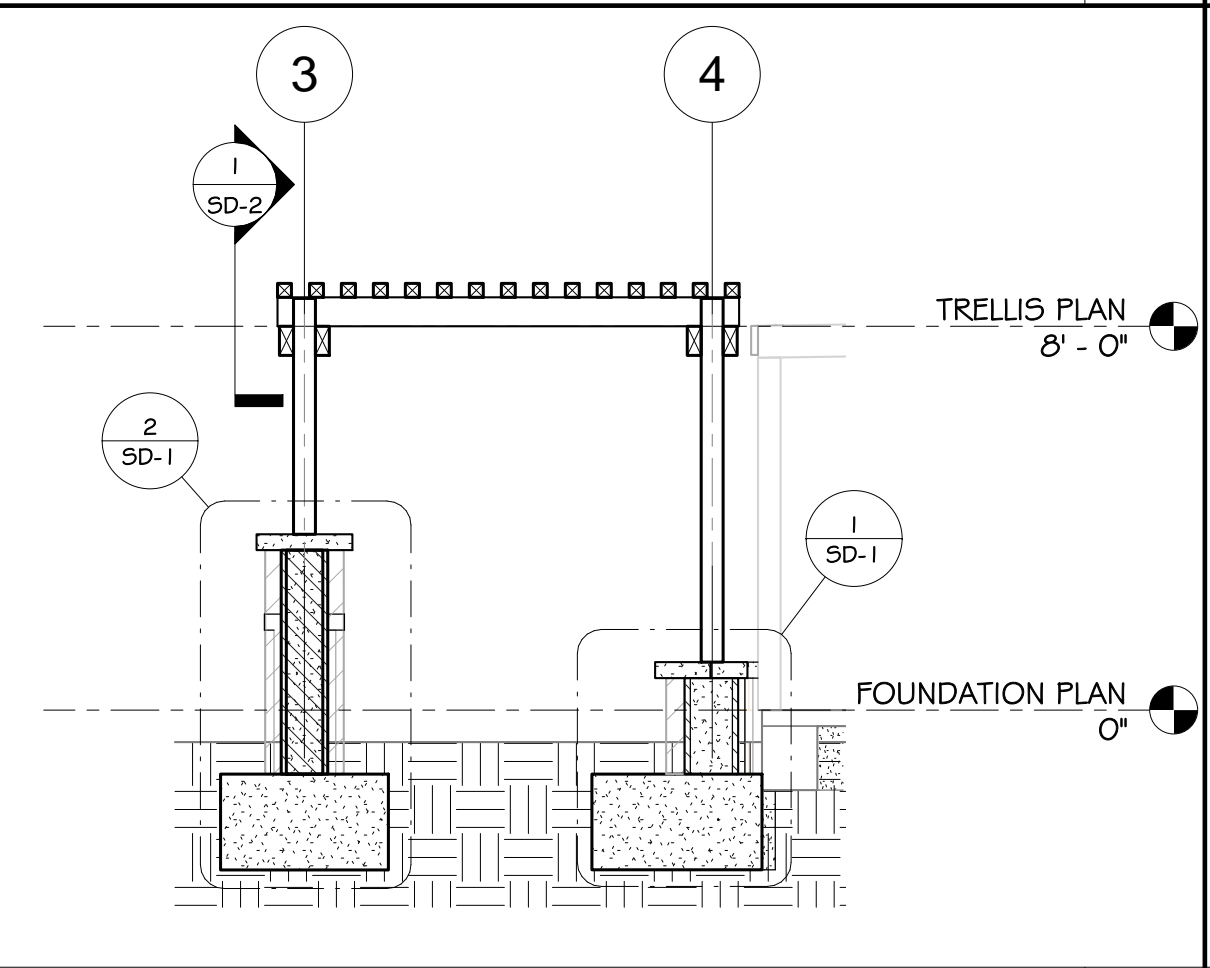 3
4
1
SD-2
TRELLIS PLAN
8' - 0"
2
SD-1
1
SD-1
FOUNDATION PLAN
0"